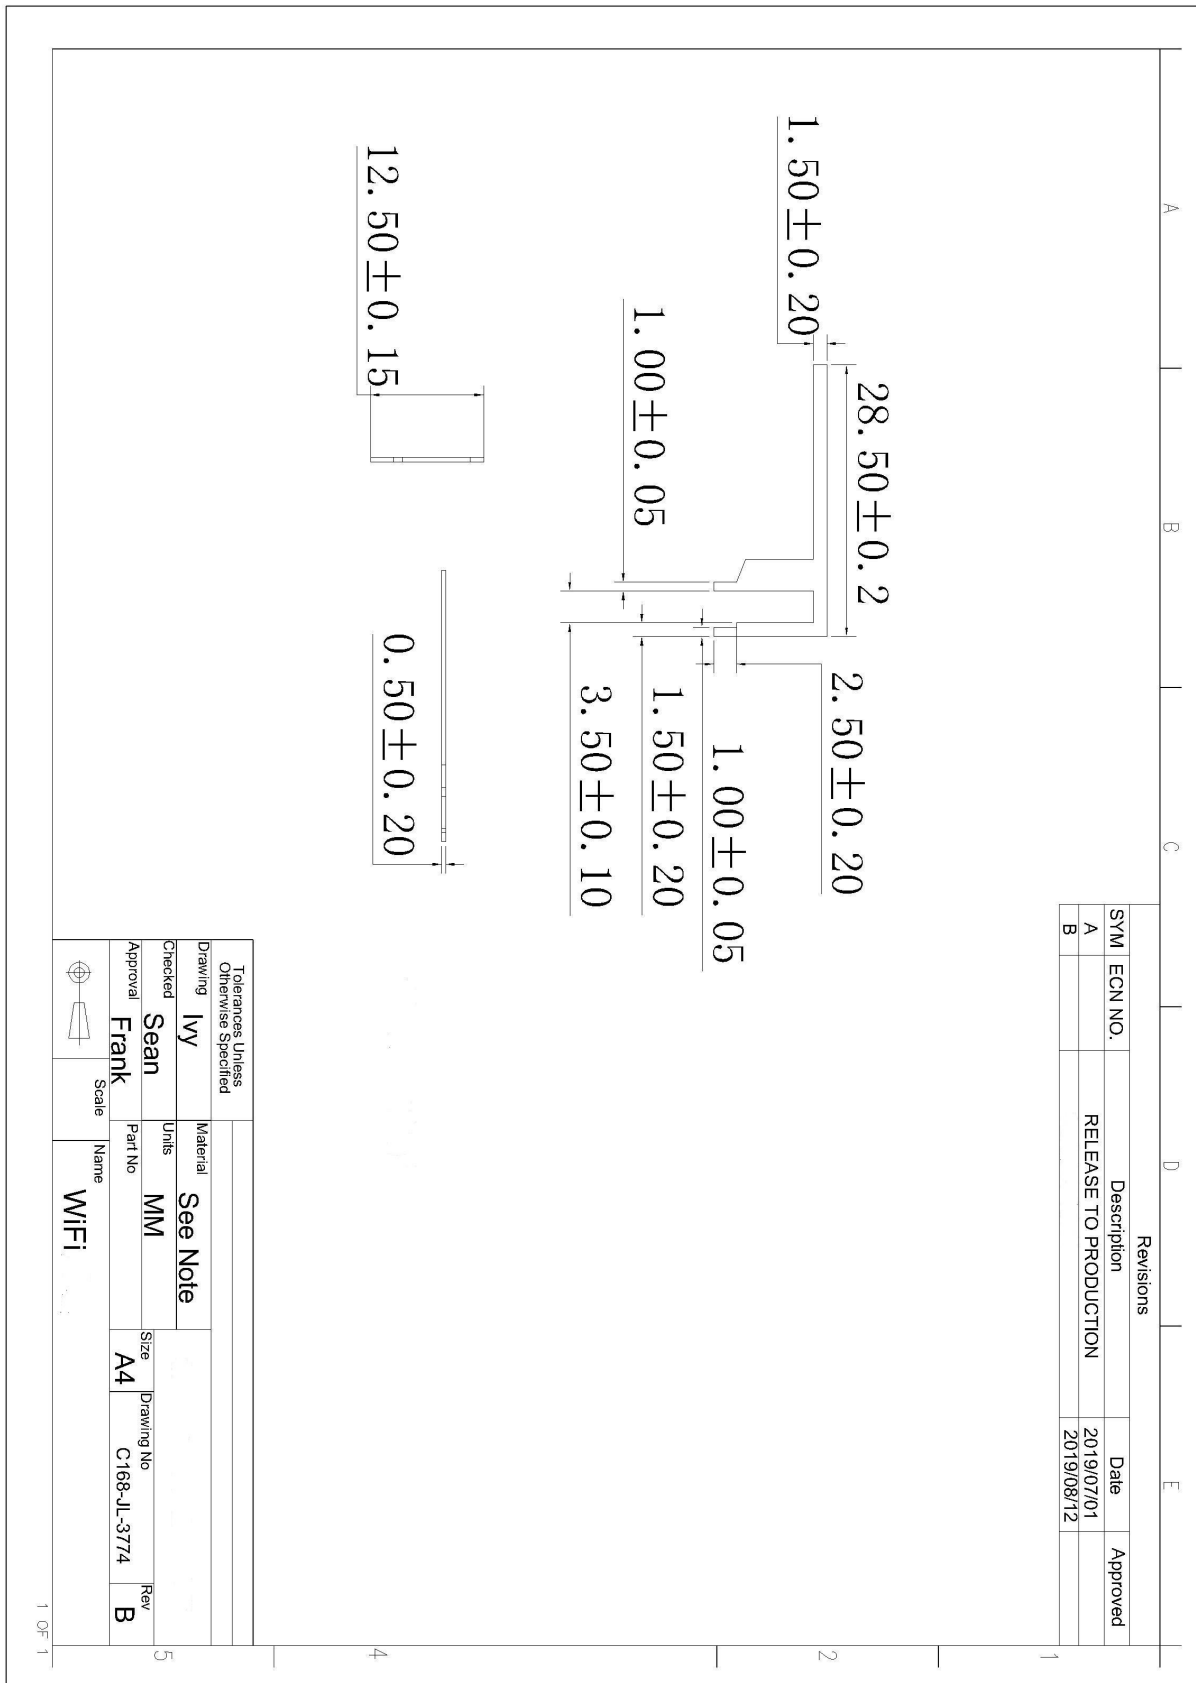 A
B
C
D
E
Revisions
SYM ECN NO. Description Date Approved
A RELEASE TO PRODUCTION 2019/07/01
B 2019/08/12
1
2
4
5
28. 50±0. 2
1. 50±0. 20
2. 50±0. 20
1. 00±0. 05
1. 50±0. 20
1. 00±0. 05
3. 50±0. 10
12. 50±0. 15
0. 50±0. 20
Tolerances Unless
Otherwise Specified
Drawing Ivy
Material See Note
Checked Sean
Units MM
Approval Frank
Part No
Size A4
Drawing No C168-JL-3774
Rev B
Scale
Name WiFi
1 OF 1